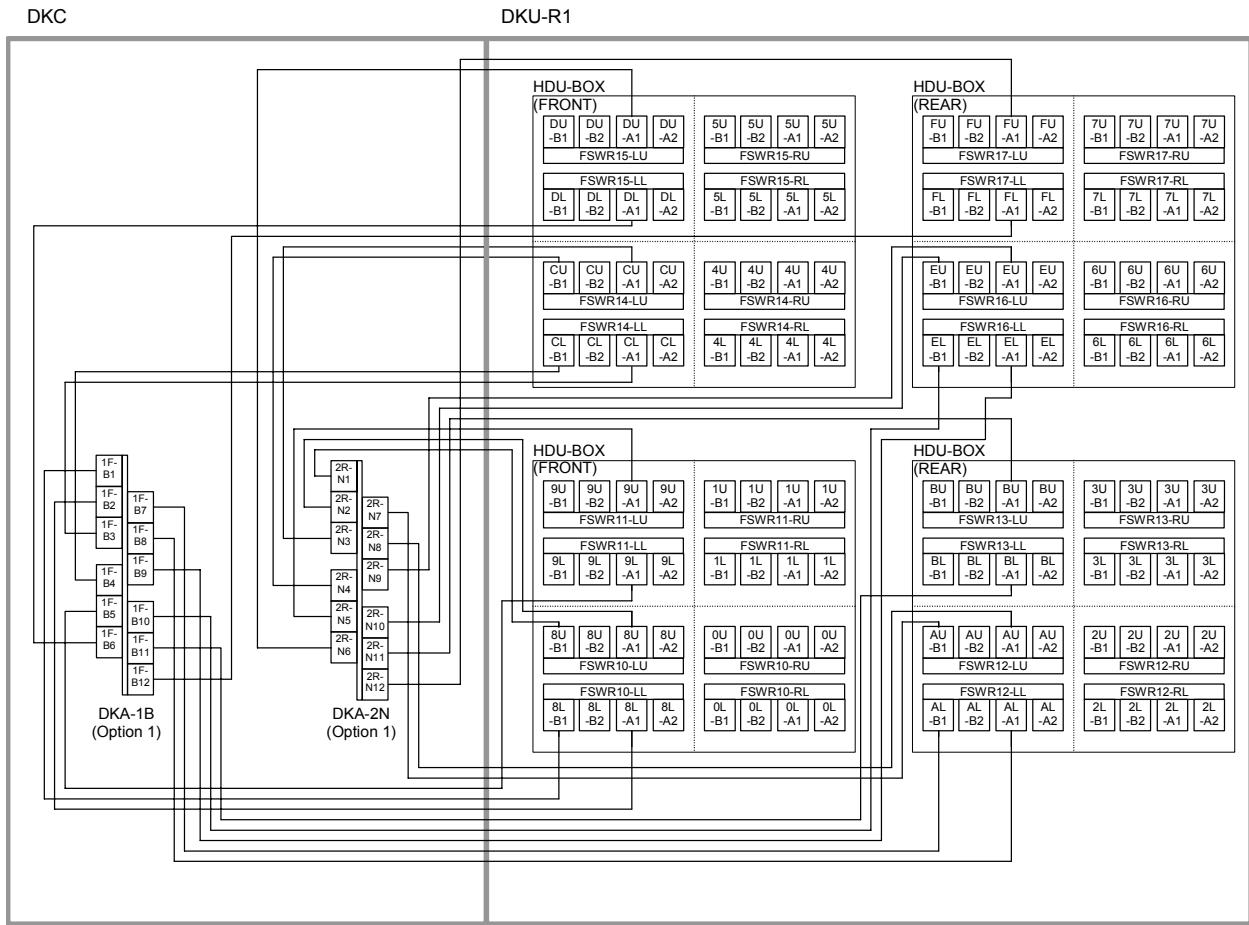 DKC
DKU-R1
HDU-BOX
(FRONT)
DU DU DU DU
-B1 -B2 -A1 -A2
FSWR15-LU
5U 5U 5U 5U
-B1 -B2 -A1 -A2
FSWR15-RU
FSWR15-LL
DL DL DL DL
-B1 -B2 -A1 -A2
FSWR15-RL
5L 5L 5L 5L
-B1 -B2 -A1 -A2
CU CU CU CU
-B1 -B2 -A1 -A2
FSWR14-LU
4U 4U 4U 4U
-B1 -B2 -A1 -A2
FSWR14-RU
FSWR14-LL
CL CL CL CL
-B1 -B2 -A1 -A2
FSWR14-RL
4L 4L 4L 4L
-B1 -B2 -A1 -A2
HDU-BOX
(REAR)
FU FU FU FU
-B1 -B2 -A1 -A2
FSWR17-LU
7U 7U 7U 7U
-B1 -B2 -A1 -A2
FSWR17-RU
FSWR17-LL
FL FL FL FL
-B1 -B2 -A1 -A2
FSWR17-RL
7L 7L 7L 7L
-B1 -B2 -A1 -A2
EU EU EU EU
-B1 -B2 -A1 -A2
FSWR16-LU
6U 6U 6U 6U
-B1 -B2 -A1 -A2
FSWR16-RU
FSWR16-LL
EL EL EL EL
-B1 -B2 -A1 -A2
FSWR16-RL
6L 6L 6L 6L
-B1 -B2 -A1 -A2
1F-
B1
1F-
B2
1F-
B3
1F-
B4
1F-
B5
1F-
B6
1F-
B7
1F-
B8
1F-
B9
1F-
B10
1F-
B11
1F-
B12
DKA-1B
(Option 1)
2R-
N1
2R-
N2
2R-
N3
2R-
N4
2R-
N5
2R-
N6
2R-
N7
2R-
N8
2R-
N9
2R-
N10
2R-
N11
2R-
N12
DKA-2N
(Option 1)
HDU-BOX
(FRONT)
9U 9U 9U 9U
-B1 -B2 -A1 -A2
FSWR11-LU
1U 1U 1U 1U
-B1 -B2 -A1 -A2
FSWR11-RU
FSWR11-LL
9L 9L 9L 9L
-B1 -B2 -A1 -A2
FSWR11-RL
1L 1L 1L 1L
-B1 -B2 -A1 -A2
8U 8U 8U 8U
-B1 -B2 -A1 -A2
FSWR10-LU
0U 0U 0U 0U
-B1 -B2 -A1 -A2
FSWR10-RU
FSWR10-LL
8L 8L 8L 8L
-B1 -B2 -A1 -A2
FSWR10-RL
0L 0L 0L 0L
-B1 -B2 -A1 -A2
HDU-BOX
(REAR)
BU BU BU BU
-B1 -B2 -A1 -A2
FSWR13-LU
3U 3U 3U 3U
-B1 -B2 -A1 -A2
FSWR13-RU
FSWR13-LL
BL BL BL BL
-B1 -B2 -A1 -A2
FSWR13-RL
3L 3L 3L 3L
-B1 -B2 -A1 -A2
AU AU AU AU
-B1 -B2 -A1 -A2
FSWR12-LU
2U 2U 2U 2U
-B1 -B2 -A1 -A2
FSWR12-RU
FSWR12-LL
AL AL AL AL
-B1 -B2 -A1 -A2
FSWR12-RL
2L 2L 2L 2L
-B1 -B2 -A1 -A2